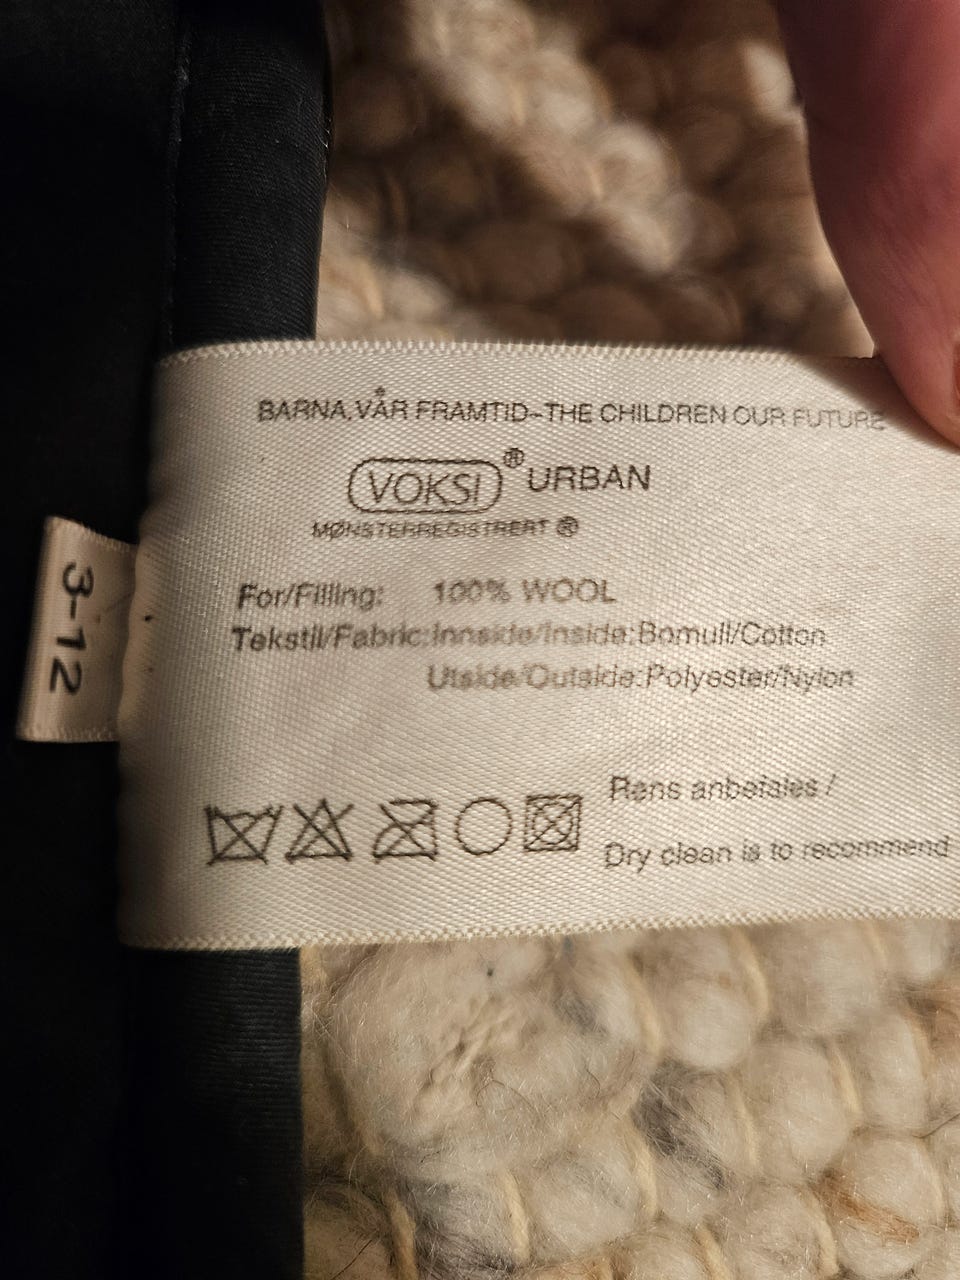 BARNA, VÅR FRAMTID-THE CHILDREN OUR FUTURE
VOKSI® URBAN
MØNSTERREGISTRERT ®
For/Filling: 100% WOOL
Tekstil/Fabric:Innside/Inside:Bomull/Cotton
Utside/Outside:Polyester/Nylon
Rens anbefales /
Dry clean is to recommend
3-12